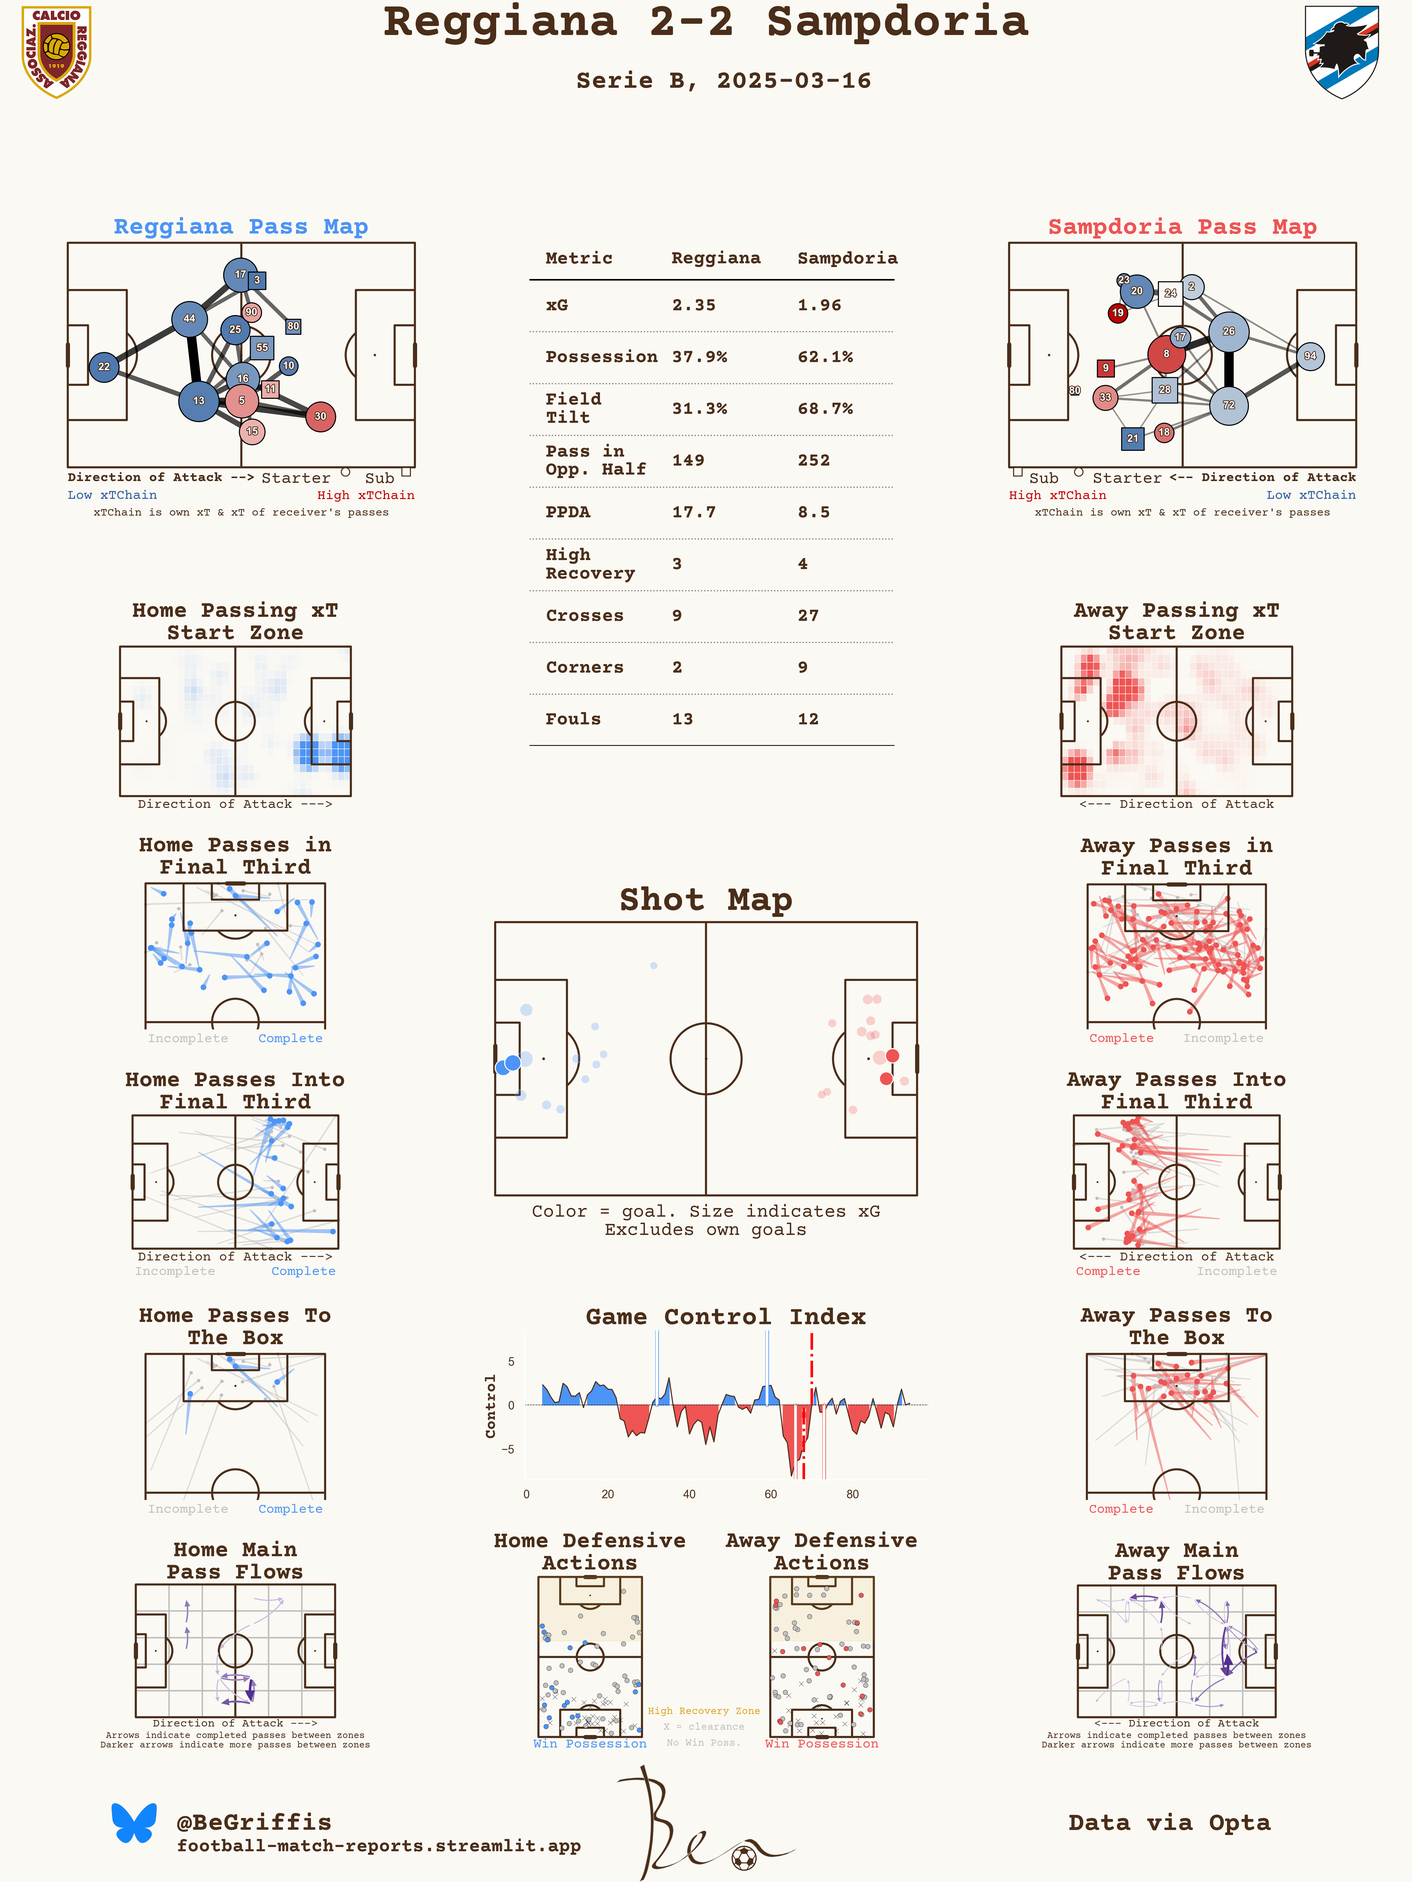 Reggiana 2-2 Sampdoria
Serie B, 2025-03-16
CALCIO
REGGIANA
ASSOCIAZ.
1919
Reggiana Pass Map
17
3
90
44
25
80
55
22
10
16
11
13
5
30
15
Direction of Attack --> Starter Sub
Low xTChain High xTChain
xTChain is own xT & xT of receiver's passes
Metric Reggiana Sampdoria
xG 2.35 1.96
Possession 37.9% 62.1%
Field
Tilt 31.3% 68.7%
Pass in
Opp. Half 149 252
PPDA 17.7 8.5
High
Recovery 3 4
Crosses 9 27
Corners 2 9
Fouls 13 12
Sampdoria Pass Map
23
20
24
2
19
17
26
8
94
9
80
33
28
72
21
18
Sub Starter <-- Direction of Attack
High xTChain Low xTChain
xTChain is own xT & xT of receiver's passes
Home Passing xT
Start Zone
Direction of Attack --->
Away Passing xT
Start Zone
<--- Direction of Attack
Home Passes in
Final Third
Incomplete Complete
Away Passes in
Final Third
Complete Incomplete
Shot Map
Color = goal. Size indicates xG
Excludes own goals
Home Passes Into
Final Third
Direction of Attack --->
Incomplete Complete
Away Passes Into
Final Third
<--- Direction of Attack
Complete Incomplete
Home Passes To
The Box
Incomplete Complete
Game Control Index
Control
5
0
−5
0 20 40 60 80
Away Passes To
The Box
Complete Incomplete
Home Main
Pass Flows
Direction of Attack --->
Arrows indicate completed passes between zones
Darker arrows indicate more passes between zones
Home Defensive
Actions
Win Possession
Away Defensive
Actions
Win Possession
High Recovery Zone
X = clearance
No Win Poss.
Away Main
Pass Flows
<--- Direction of Attack
Arrows indicate completed passes between zones
Darker arrows indicate more passes between zones
@BeGriffis
football-match-reports.streamlit.app
Ben
Data via Opta